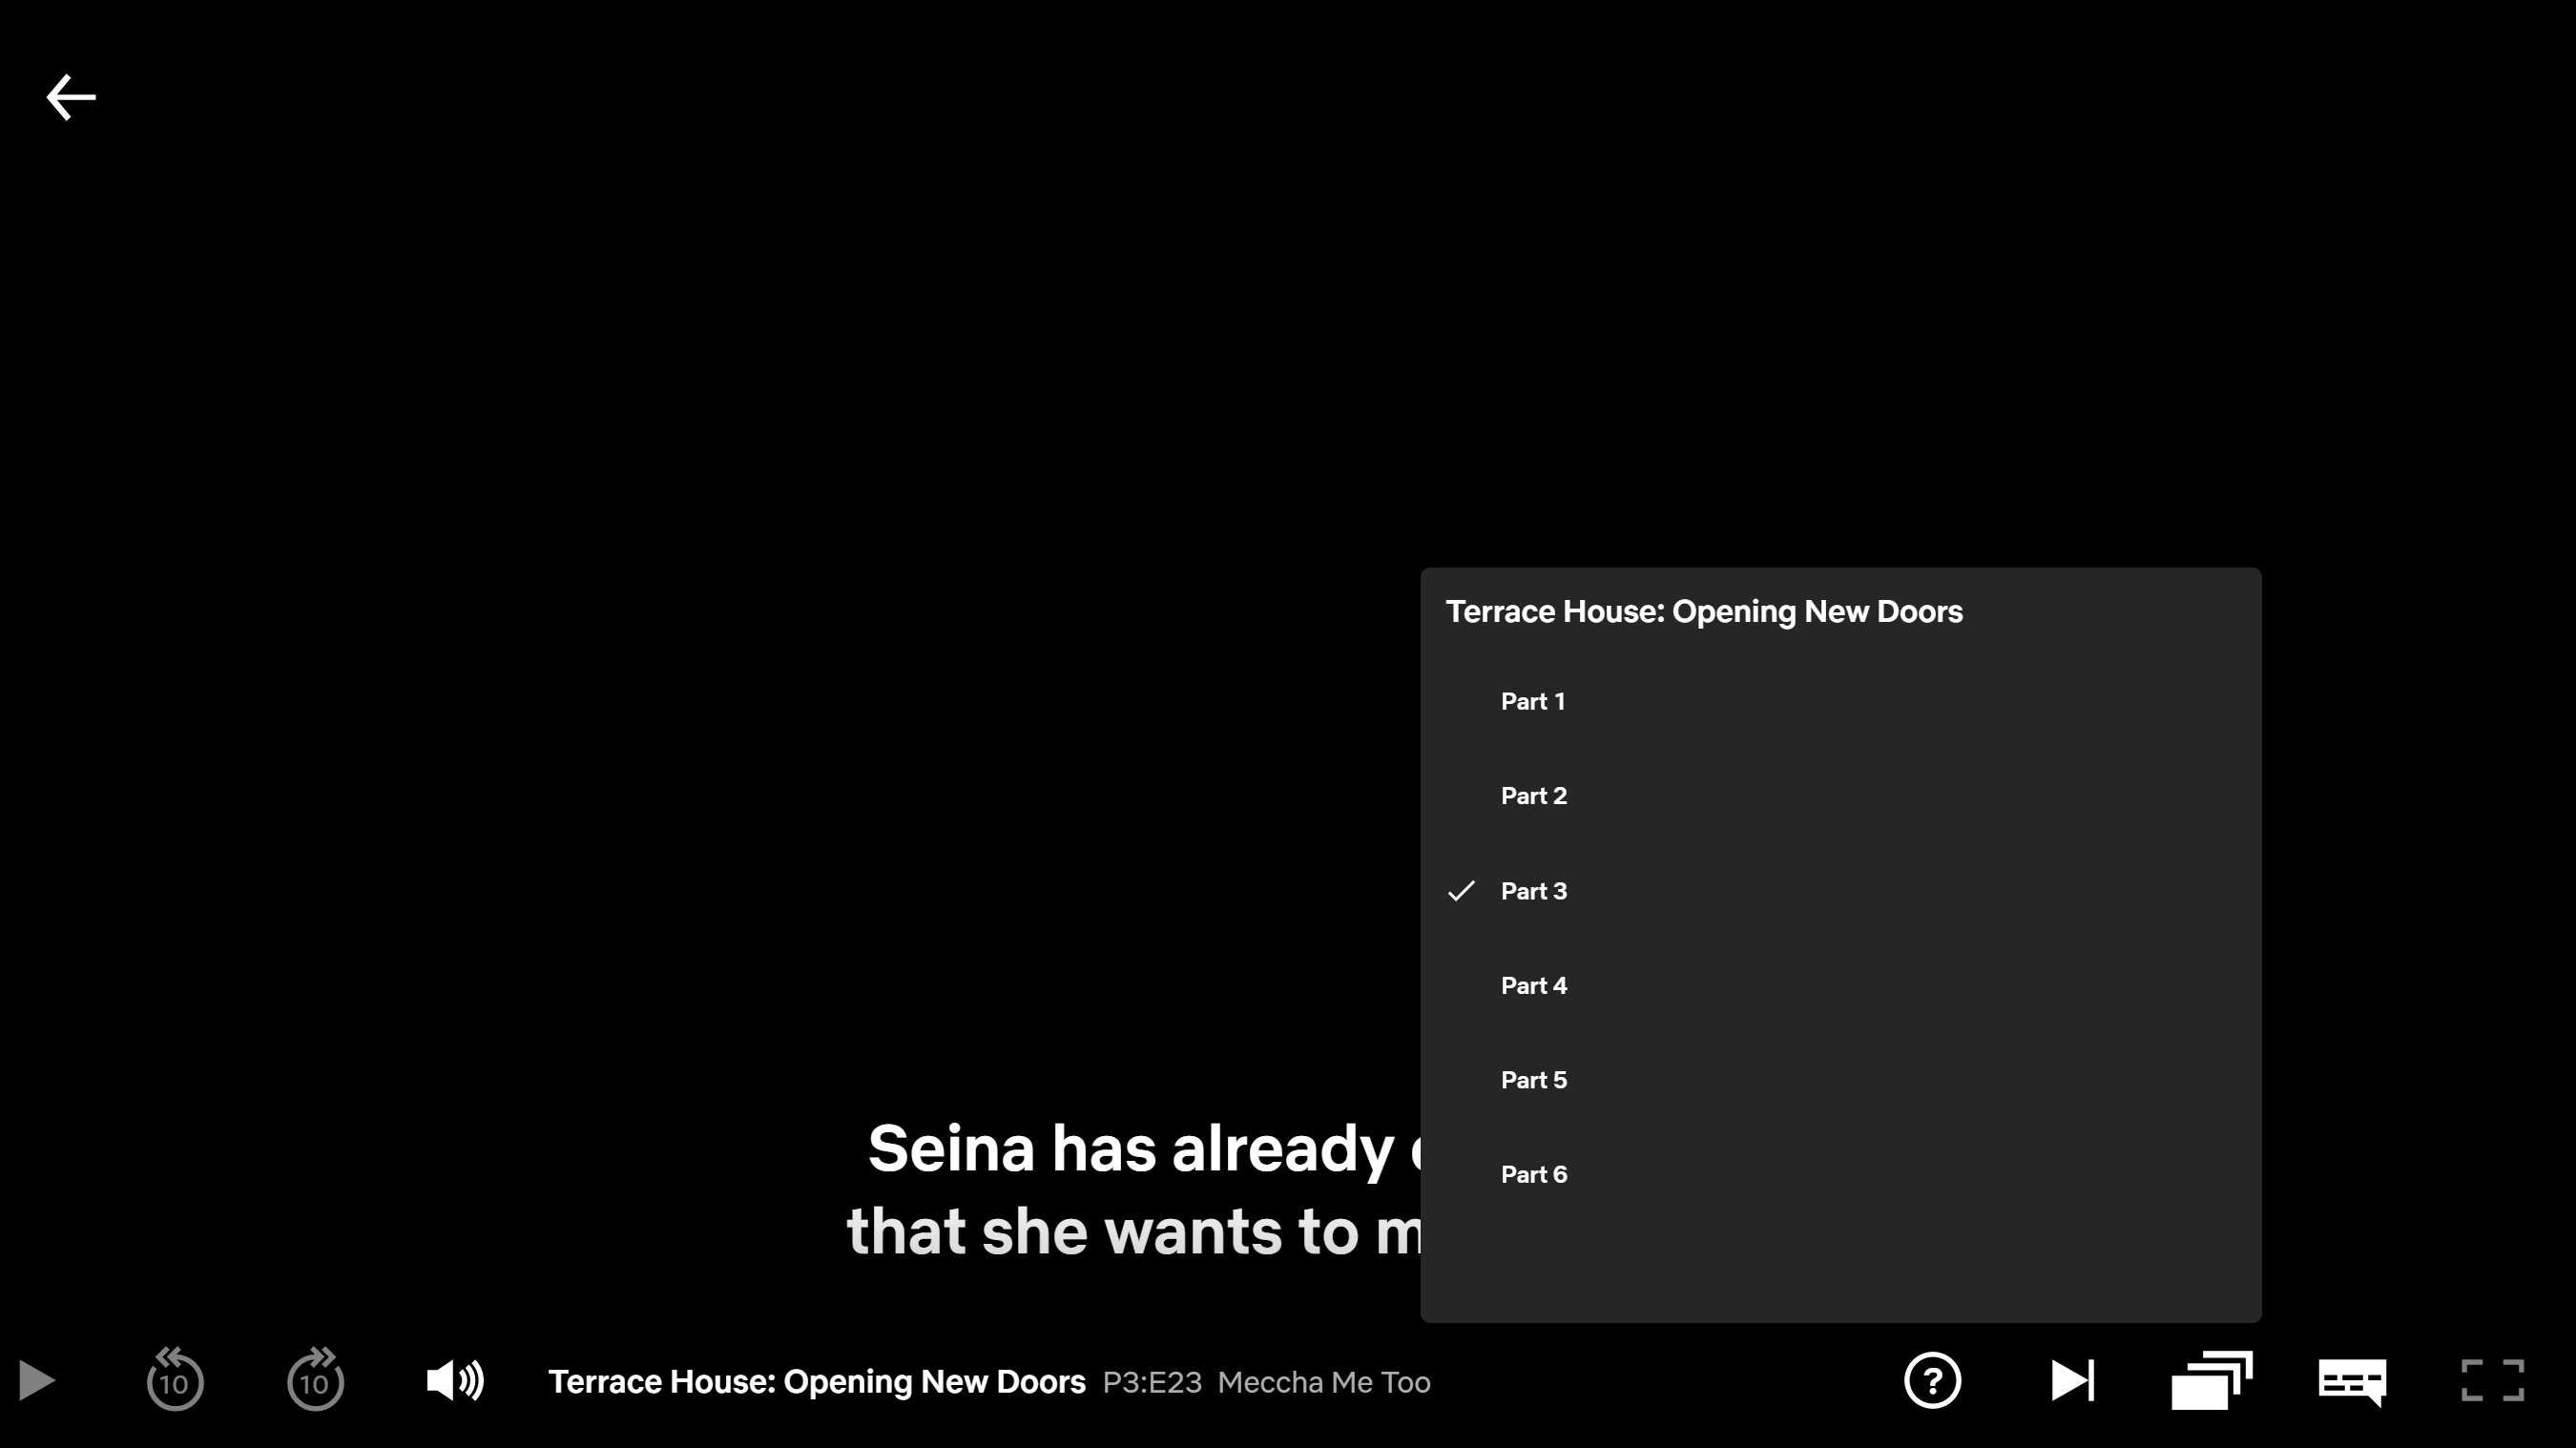 Terrace House: Opening New Doors
Part 1
Part 2
Part 3
Part 4
Part 5
Part 6
Seina has already
that she wants to
10
10
Terrace House: Opening New Doors P3:E23 Meccha Me Too
?